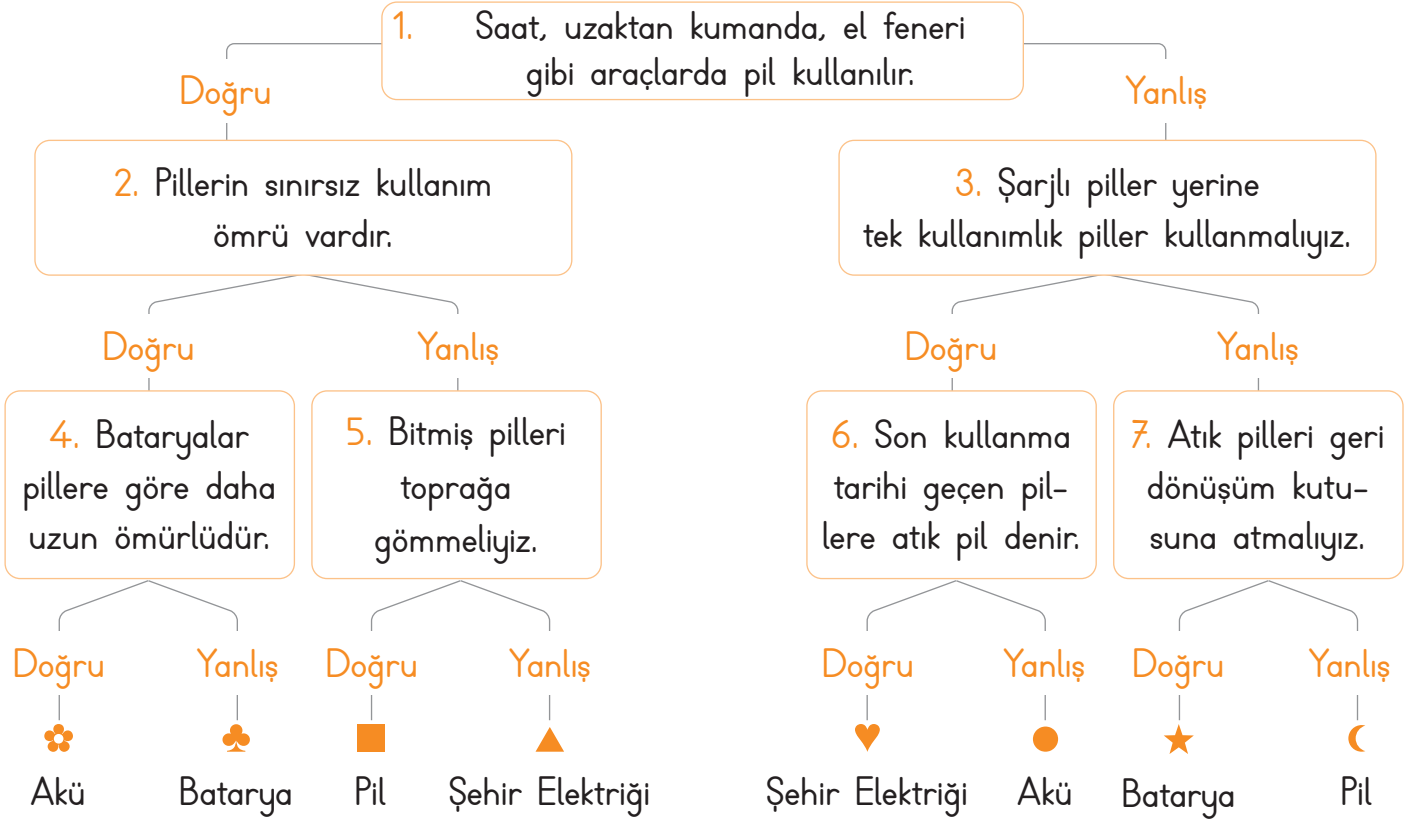 1. Saat, uzaktan kumanda, el feneri
gibi araçlarda pil kullanılır.
Doğru
Yanlış
2. Pillerin sınırsız kullanım
ömrü vardır.
3. Şarjlı piller yerine
tek kullanımlık piller kullanmalıyız.
Doğru
Yanlış
Doğru
Yanlış
4. Bataryalar
pillere göre daha
uzun ömürlüdür.
5. Bitmiş pilleri
toprağa
gömmeliyiz.
6. Son kullanma
tarihi geçen pil-
lere atık pil denir.
7. Atık pilleri geri
dönüşüm kutu-
suna atmalıyız.
Doğru
Yanlış
Doğru
Yanlış
Doğru
Yanlış
Doğru
Yanlış
Akü
Batarya
Pil
Şehir Elektriği
Şehir Elektriği
Akü
Batarya
Pil